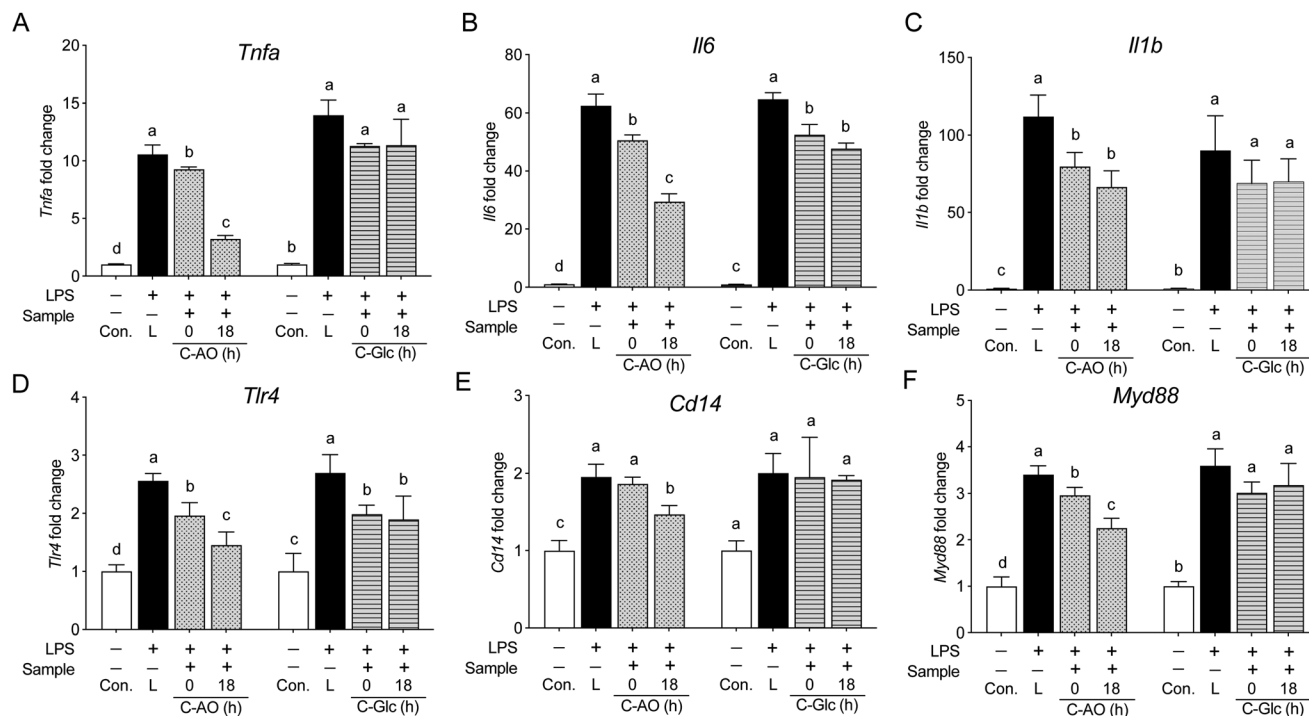 A
Tnfa
Tnfa fold change
20
15
10
5
0
d a b c b a a a
LPS — + + + — + + +
Sample — + + — + +
Con. L 0 18 Con. L 0 18
C-AO (h) C-Glc (h)
B
Il6
Il6 fold change
80
60
40
20
0
d a b c c a b b
LPS — + + + — + + +
Sample — + + — + +
Con. L 0 18 Con. L 0 18
C-AO (h) C-Glc (h)
C
Il1b
Il1b fold change
150
100
50
0
c a b b b a a a
LPS — + + + — + + +
Sample — + + — + +
Con. L 0 18 Con. L 0 18
C-AO (h) C-Glc (h)
D
Tlr4
Tlr4 fold change
4
3
2
1
0
d a b c c a b b
LPS — + + + — + + +
Sample — + + — + +
Con. L 0 18 Con. L 0 18
C-AO (h) C-Glc (h)
E
Cd14
Cd14 fold change
3
2
1
0
c a a b a a a a
LPS — + + + — + + +
Sample — + + — + +
Con. L 0 18 Con. L 0 18
C-AO (h) C-Glc (h)
F
Myd88
Myd88 fold change
5
4
3
2
1
0
d a b c b a a a
LPS — + + + — + + +
Sample — + + — + +
Con. L 0 18 Con. L 0 18
C-AO (h) C-Glc (h)